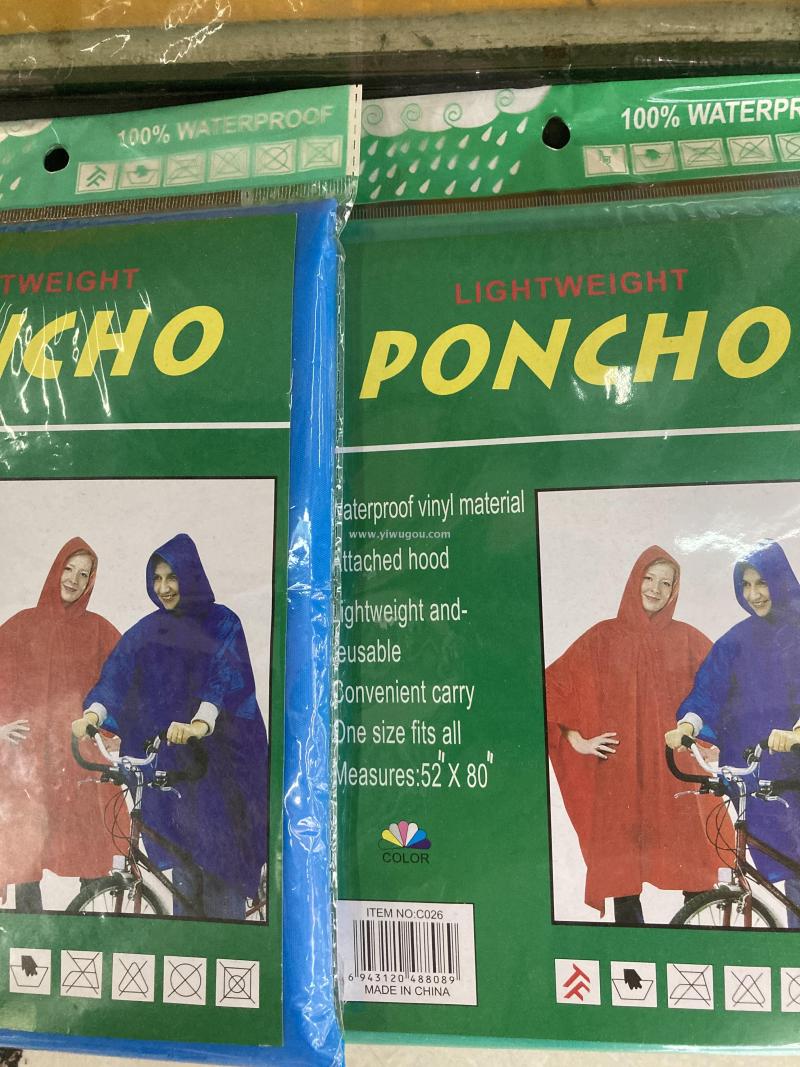 100% WATERPROOF
TWEIGHT
NCHO
100% WATERPR
LIGHTWEIGHT
PONCHO
aterproof vinyl material
www.yiwugou.com
ttached hood
ightweight and-
eusable
Convenient carry
One size fits all
Measures:52" X 80"
COLOR
ITEM NO:C026
6 943120 488089
MADE IN CHINA